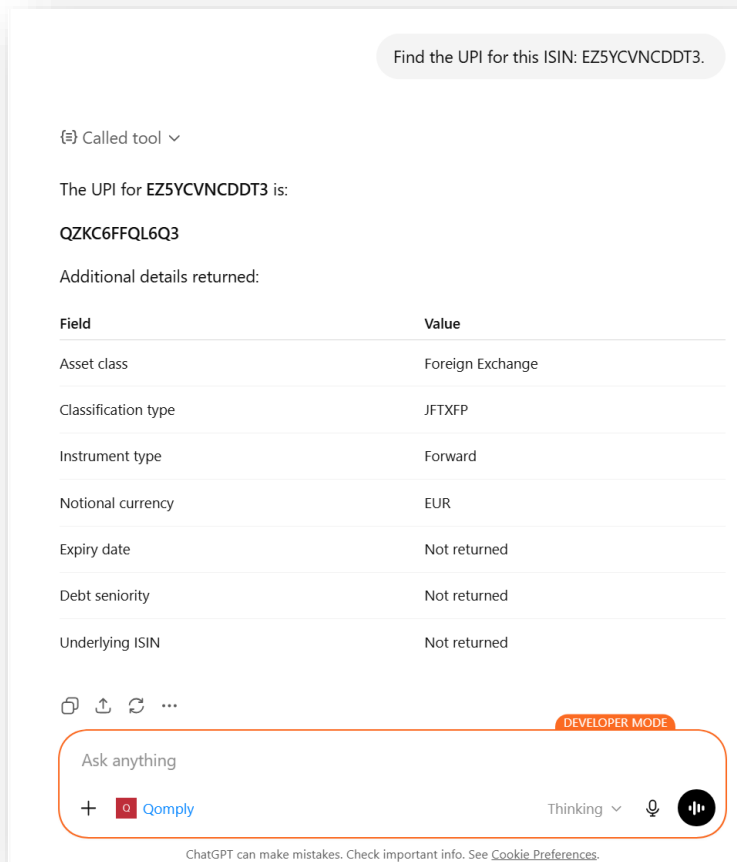 Find the UPI for this ISIN: EZ5YCVNCDDT3.
Called tool
The UPI for EZ5YCVNCDDT3 is:
QZKC6FFQL6Q3
Additional details returned:
Field Value
Asset class Foreign Exchange
Classification type JFTXFP
Instrument type Forward
Notional currency EUR
Expiry date Not returned
Debt seniority Not returned
Underlying ISIN Not returned
DEVELOPER MODE
Ask anything
Q Qomply Thinking
ChatGPT can make mistakes. Check important info. See Cookie Preferences.